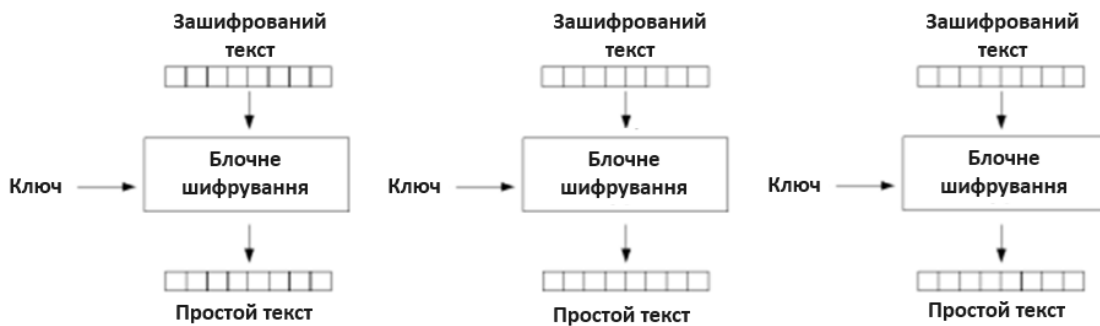 Зашифрований
текст
Зашифрований
текст
Зашифрований
текст
Ключ
Блочне
шифрування
Ключ
Блочне
шифрування
Ключ
Блочне
шифрування
Простой текст
Простой текст
Простой текст